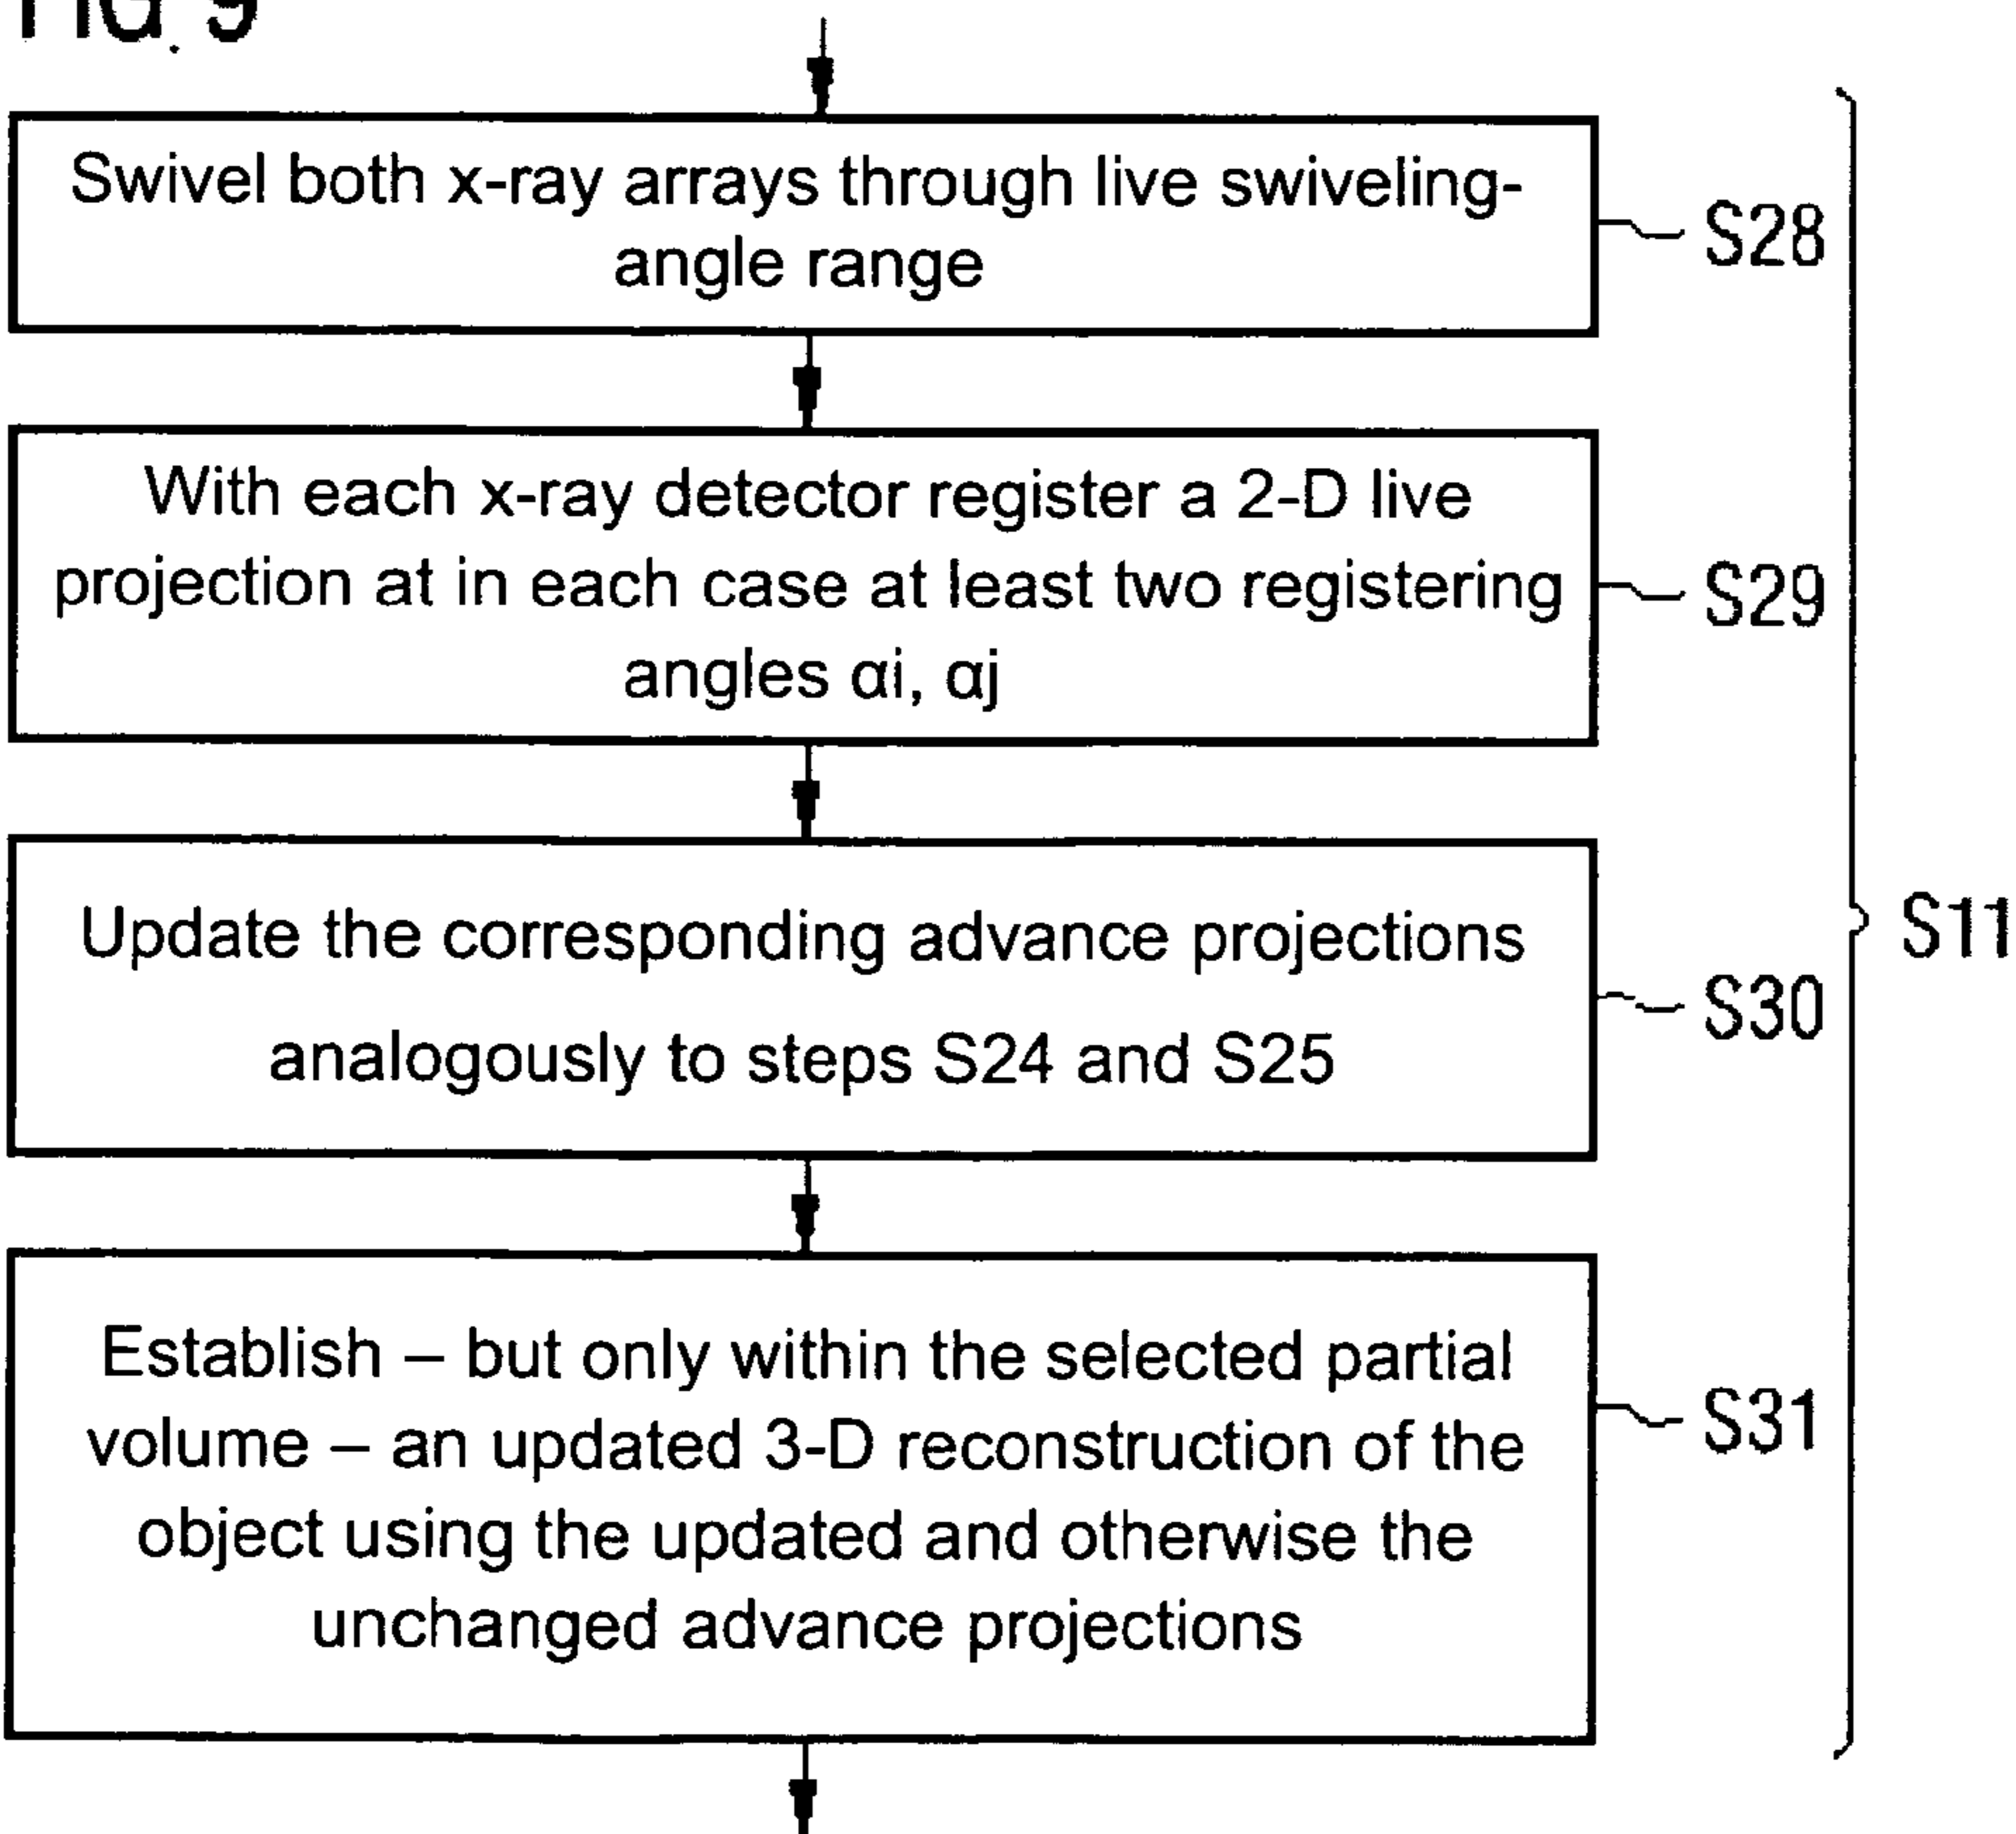 FIG. 9
Swivel both x-ray arrays through live swiveling-
angle range
S28
With each x-ray detector register a 2-D live
projection at in each case at least two registering
angles αi, αj
S29
Update the corresponding advance projections
analogously to steps S24 and S25
S30
S11
Establish – but only within the selected partial
volume – an updated 3-D reconstruction of the
object using the updated and otherwise the
unchanged advance projections
S31